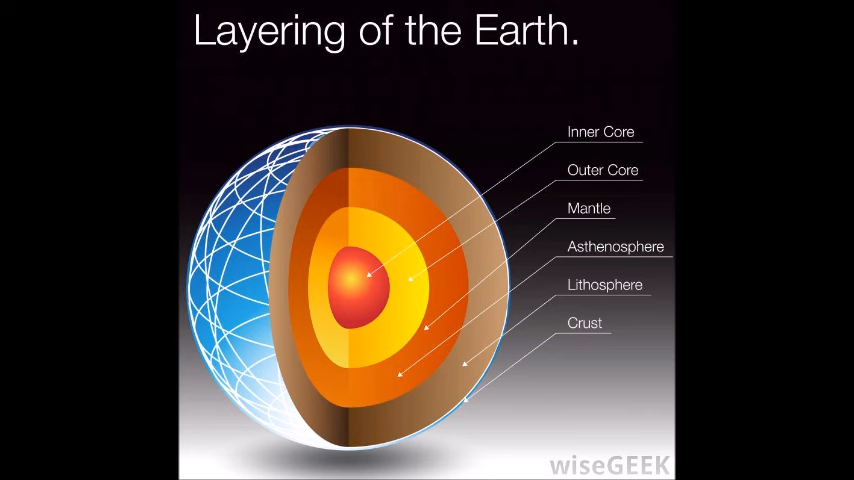 Layering of the Earth.
Inner Core
Outer Core
Mantle
Asthenosphere
Lithosphere
Crust
wiseGEEK